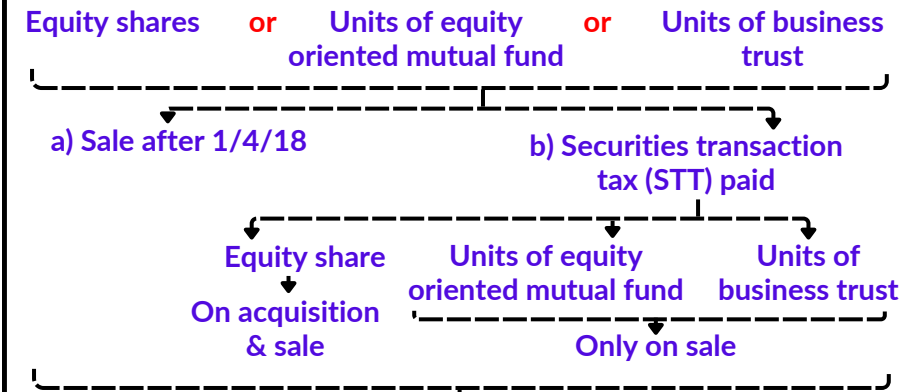 Equity shares or Units of equity or Units of business
oriented mutual fund trust
a) Sale after 1/4/18
b) Securities transaction
tax (STT) paid
Equity share
On acquisition
& sale
Units of equity
oriented mutual fund
Units of
business trust
Only on sale